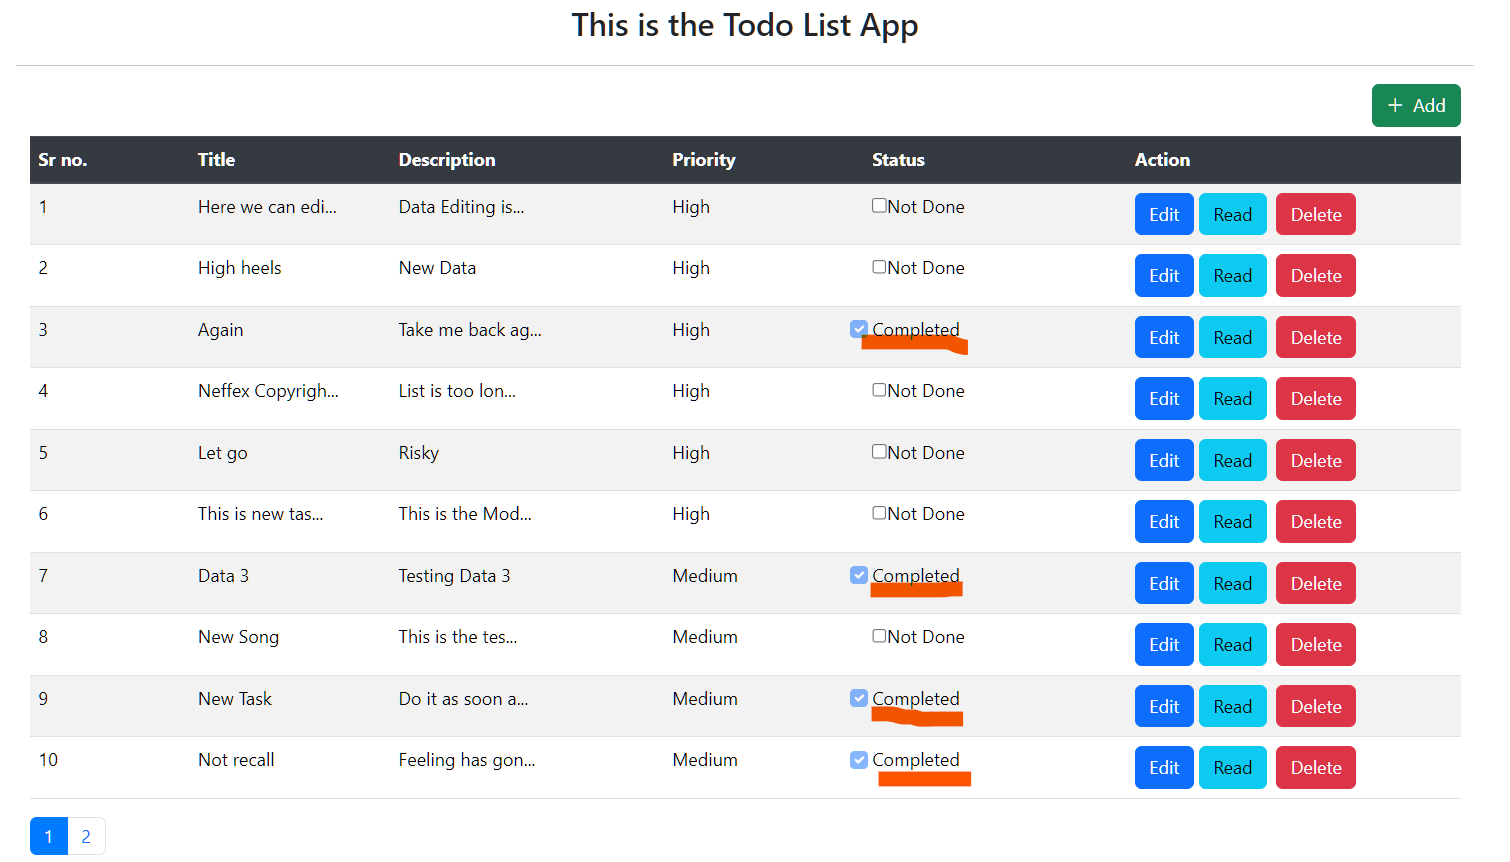 This is the Todo List App
+ Add
Sr no. Title Description Priority Status Action
1 Here we can edi... Data Editing is... High Not Done Edit Read Delete
2 High heels New Data High Not Done Edit Read Delete
3 Again Take me back ag... High Completed Edit Read Delete
4 Neffex Copyrigh... List is too lon... High Not Done Edit Read Delete
5 Let go Risky High Not Done Edit Read Delete
6 This is new tas... This is the Mod... High Not Done Edit Read Delete
7 Data 3 Testing Data 3 Medium Completed Edit Read Delete
8 New Song This is the tes... Medium Not Done Edit Read Delete
9 New Task Do it as soon a... Medium Completed Edit Read Delete
10 Not recall Feeling has gon... Medium Completed Edit Read Delete
1 2